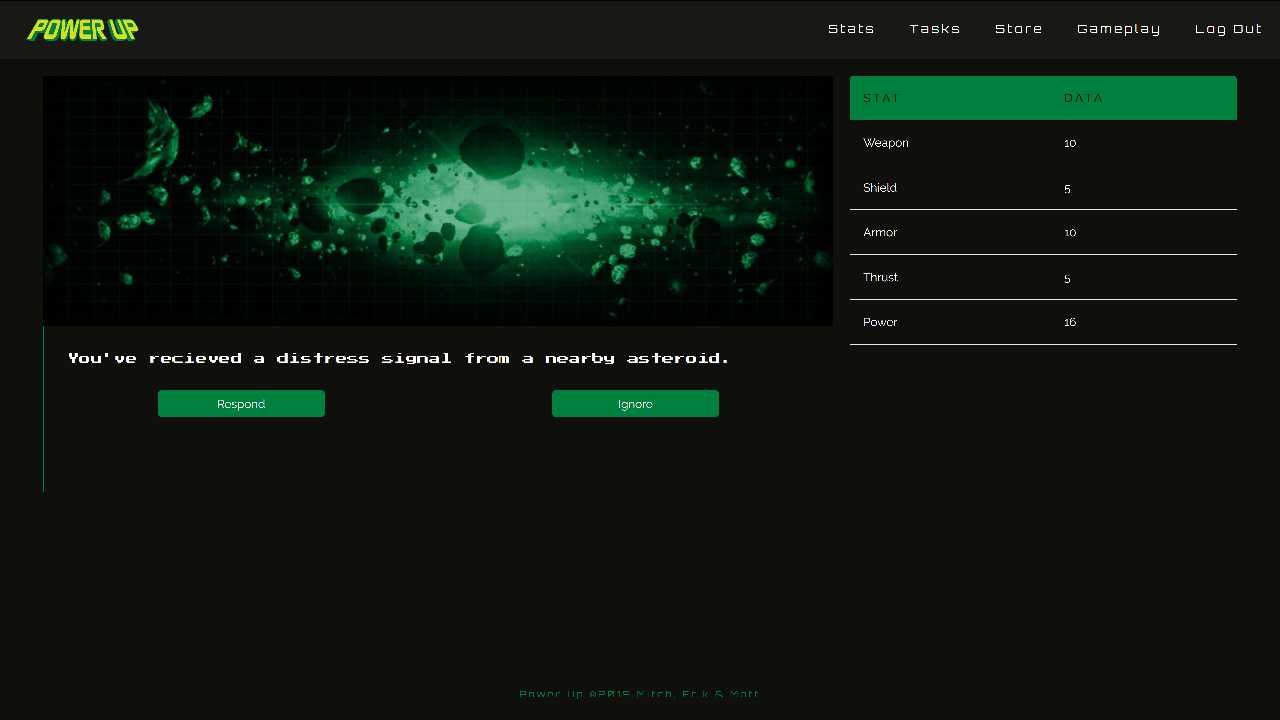 POWER UP
Stats Tasks Store Gameplay Log Out
STAT DATA
Weapon 10
Shield 5
Armor 10
Thrust 5
Power 16
You've recieved a distress signal from a nearby asteroid.
Respond Ignore
Power Up ©2019 Mitch, Erik & Matt